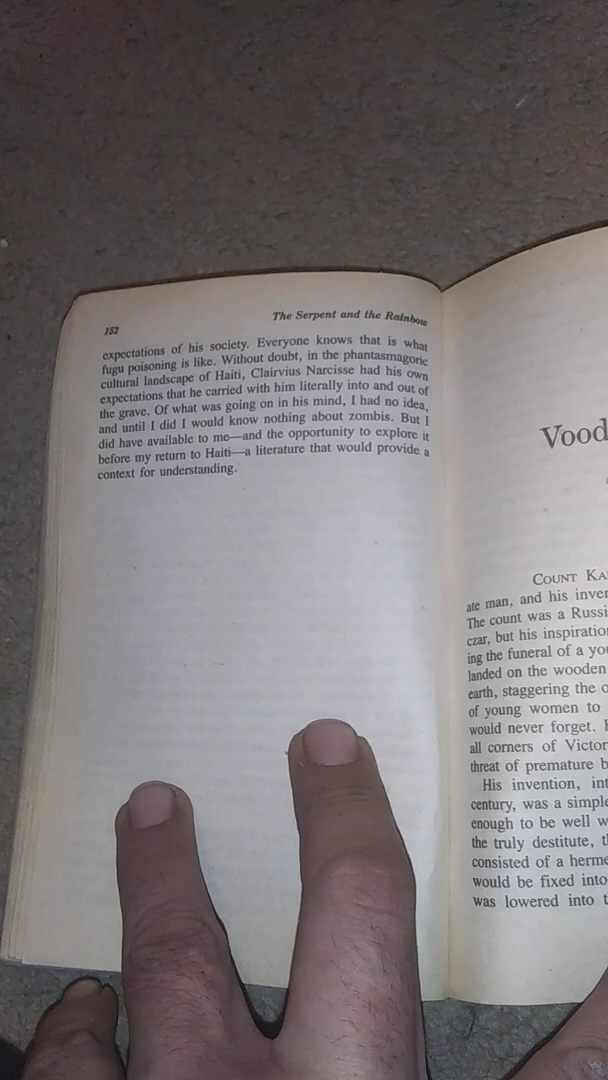 152
The Serpent and the Rainbow
expectations of his society. Everyone knows that is what
fugu poisoning is like. Without doubt, in the phantasmagoric
cultural landscape of Haiti, Clairvius Narcisse had his own
expectations that he carried with him literally into and out of
the grave. Of what was going on in his mind, I had no idea,
and until I did I would know nothing about zombis. But I
did have available to me—and the opportunity to explore it
before my return to Haiti—a literature that would provide a
context for understanding.
Vood
COUNT KA
ate man, and his inver
The count was a Russi
czar, but his inspiratio
ing the funeral of a yo
landed on the wooden
earth, staggering the
of young women to
would never forget.
all corners of Victor
threat of premature b
His invention, int
century, was a simple
enough to be well w
the truly destitute, t
consisted of a herme
would be fixed into
was lowered into t